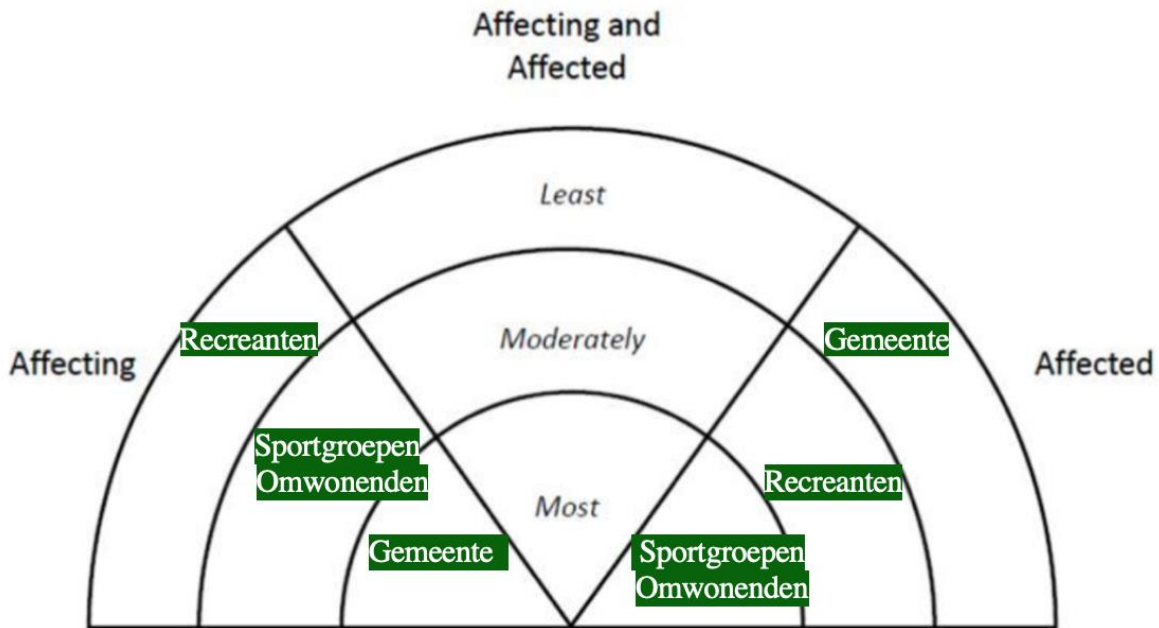 Affecting and
Affected
Least
Recreanten
Moderately
Gemeente
Affecting
Affected
Sportgroepen
Omwonenden
Recreanten
Most
Gemeente
Sportgroepen
Omwonenden